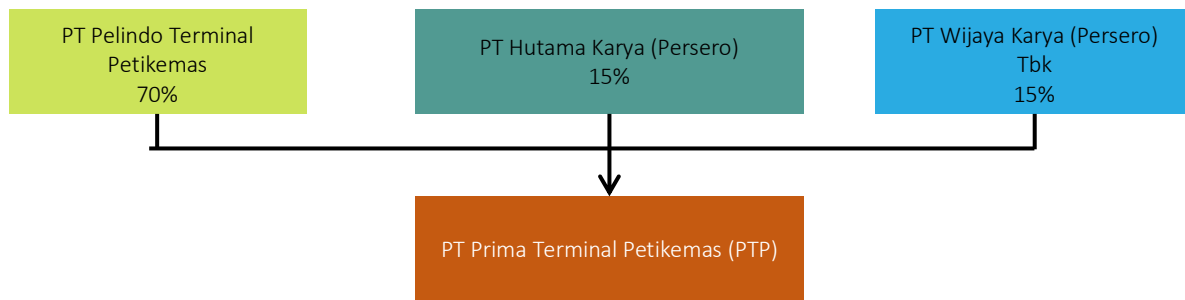 PT Pelindo Terminal
Petikemas
70%
PT Hutama Karya (Persero)
15%
PT Wijaya Karya (Persero)
Tbk
15%
PT Prima Terminal Petikemas (PTP)